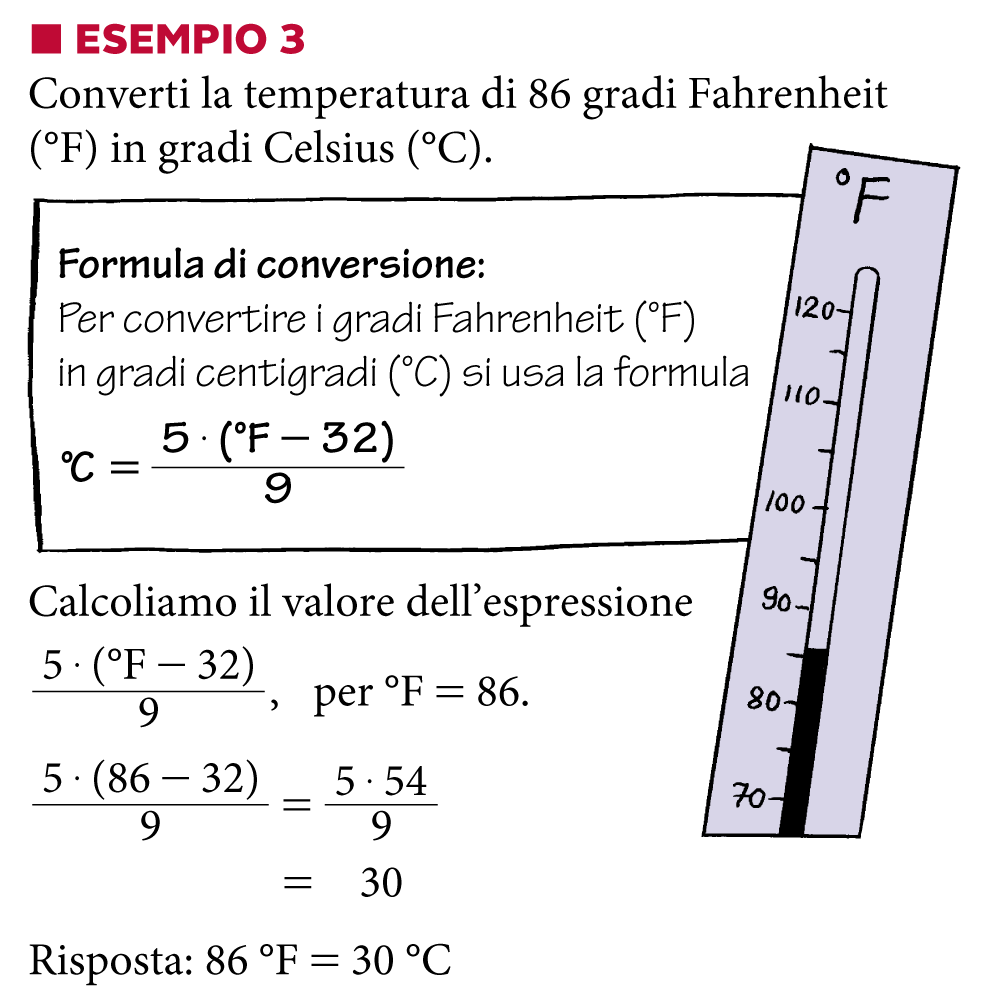 ■ ESEMPIO 3
Converti la temperatura di 86 gradi Fahrenheit
(°F) in gradi Celsius (°C).
Formula di conversione:
Per convertire i gradi Fahrenheit (°F)
in gradi centigradi (°C) si usa la formula
°C = 5 · (°F − 32) / 9
°F
120
110
100
90
80
70
Calcoliamo il valore dell’espressione
5 · (°F − 32) / 9, per °F = 86.
5 · (86 − 32) / 9 = 5 · 54 / 9
= 30
Risposta: 86 °F = 30 °C